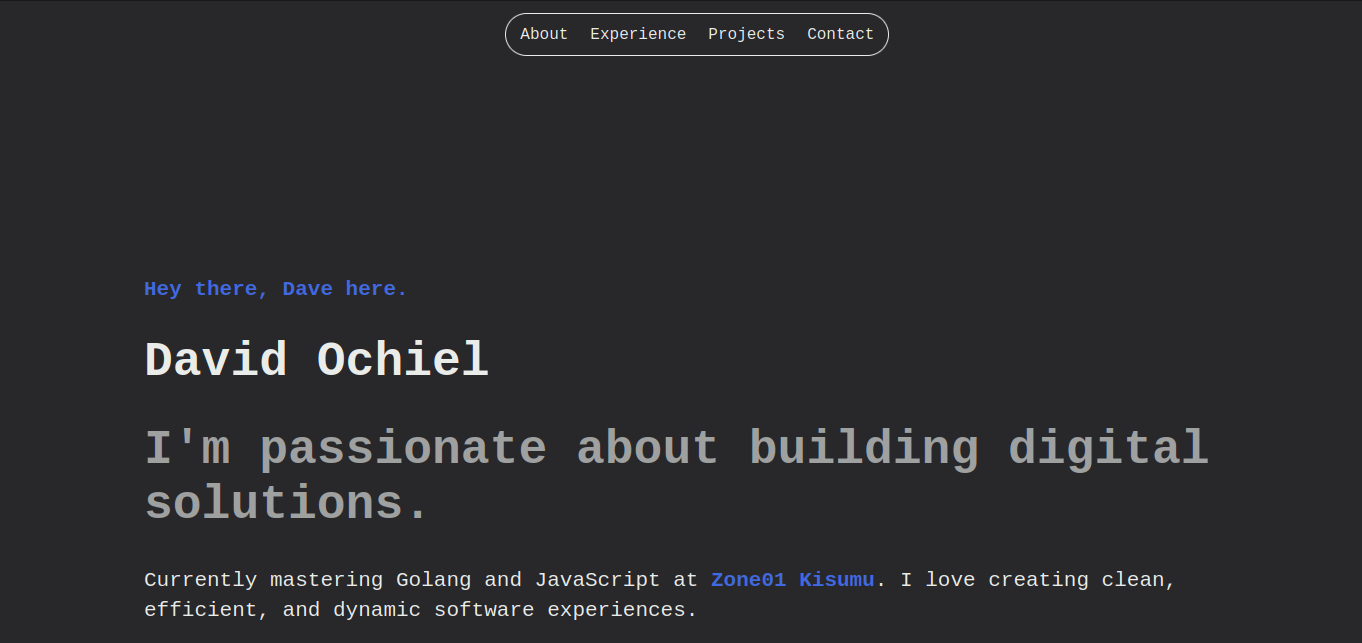 About Experience Projects Contact
Hey there, Dave here.
David Ochiel
I'm passionate about building digital
solutions.
Currently mastering Golang and JavaScript at Zone01 Kisumu. I love creating clean,
efficient, and dynamic software experiences.